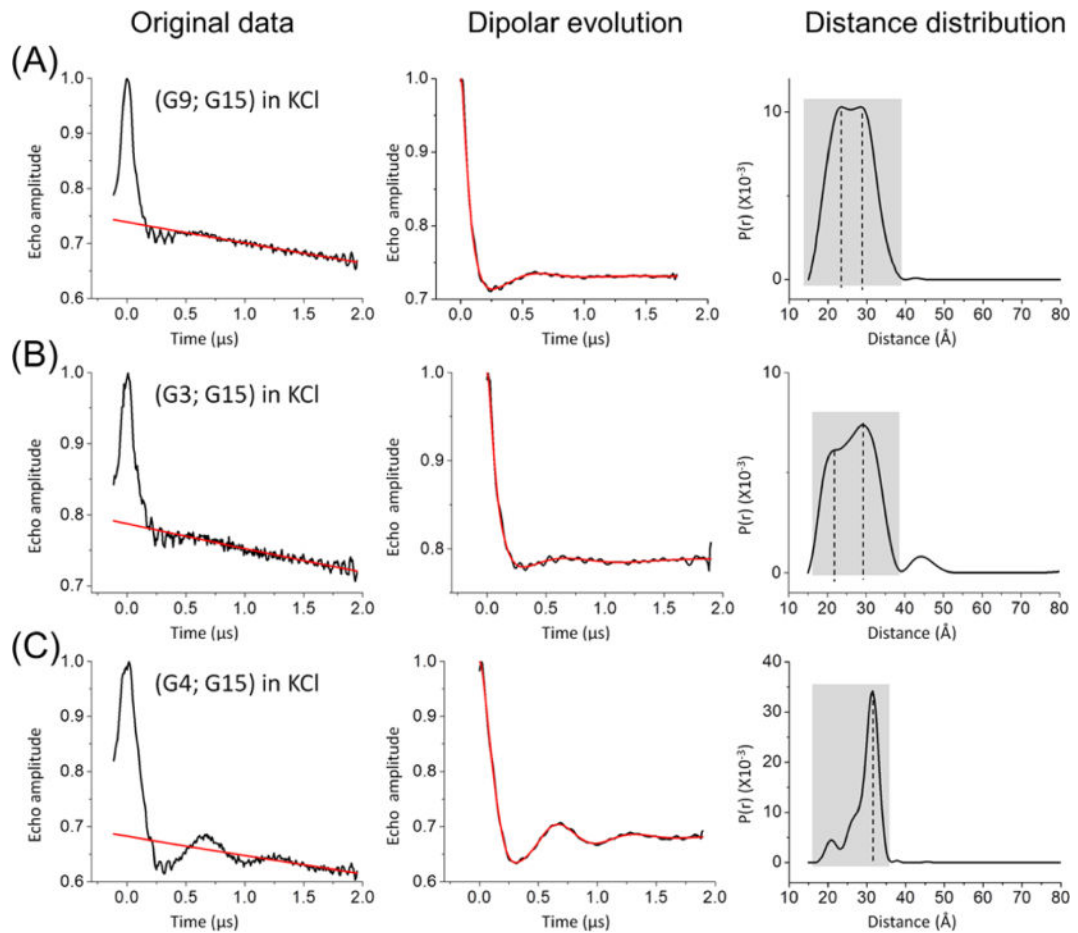 Original data Dipolar evolution Distance distribution
(A)
(G9; G15) in KCl
1.0 0.9 0.8 0.7 0.6
Echo amplitude
0.0 0.5 1.0 1.5 2.0
Time (μs)
1.0 0.9 0.8 0.7
Echo amplitude
0.0 0.5 1.0 1.5 2.0
Time (μs)
10 0
P(r) (X10⁻³)
10 20 30 40 50 60 70 80
Distance (Å)
(B)
(G3; G15) in KCl
1.0 0.9 0.8 0.7
Echo amplitude
0.0 0.5 1.0 1.5 2.0
Time (μs)
1.0 0.9 0.8
Echo amplitude
0.0 0.5 1.0 1.5 2.0
Time (μs)
10 0
P(r) (X10⁻³)
10 20 30 40 50 60 70 80
Distance (Å)
(C)
(G4; G15) in KCl
1.0 0.9 0.8 0.7 0.6
Echo amplitude
0.0 0.5 1.0 1.5 2.0
Time (μs)
1.0 0.9 0.8 0.7 0.6
Echo amplitude
0.0 0.5 1.0 1.5 2.0
Time (μs)
40 30 20 10 0
P(r) (X10⁻³)
10 20 30 40 50 60 70 80
Distance (Å)